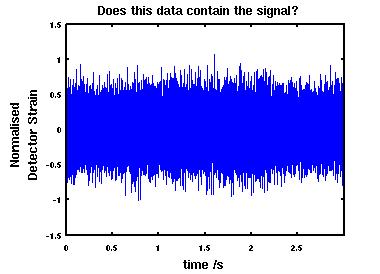 Does this data contain the signal?
1.5
1
0.5
0
-0.5
-1
-1.5
Normalised
Detector Strain
0 0.5 1 1.5 2 2.5
time /s